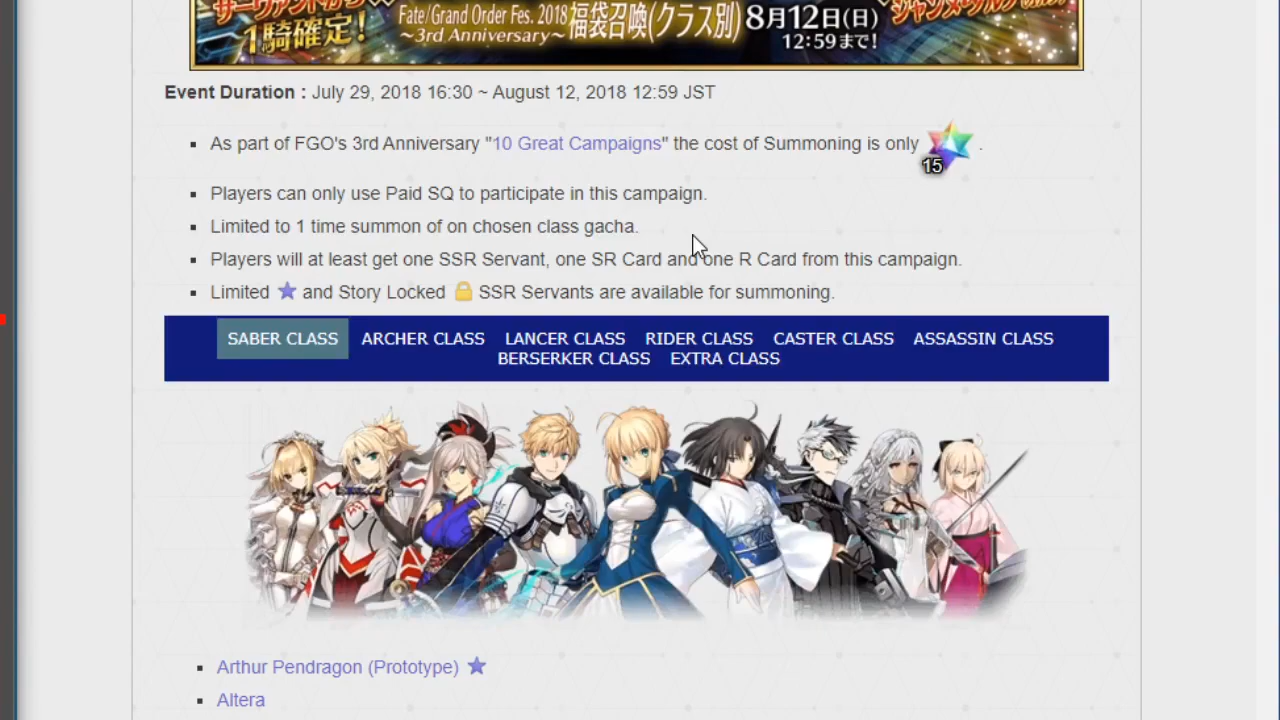 1騎確定!
Fate/Grand Order Fes. 2018
~3rd Anniversary~
福袋召喚(クラス別)
8月12日(日)
12:59まで!
Event Duration : July 29, 2018 16:30 ~ August 12, 2018 12:59 JST
As part of FGO's 3rd Anniversary "10 Great Campaigns" the cost of Summoning is only 15 .
Players can only use Paid SQ to participate in this campaign.
Limited to 1 time summon of on chosen class gacha.
Players will at least get one SSR Servant, one SR Card and one R Card from this campaign.
Limited and Story Locked SSR Servants are available for summoning.
SABER CLASS ARCHER CLASS LANCER CLASS RIDER CLASS CASTER CLASS ASSASSIN CLASS
BERSERKER CLASS EXTRA CLASS
Arthur Pendragon (Prototype)
Altera